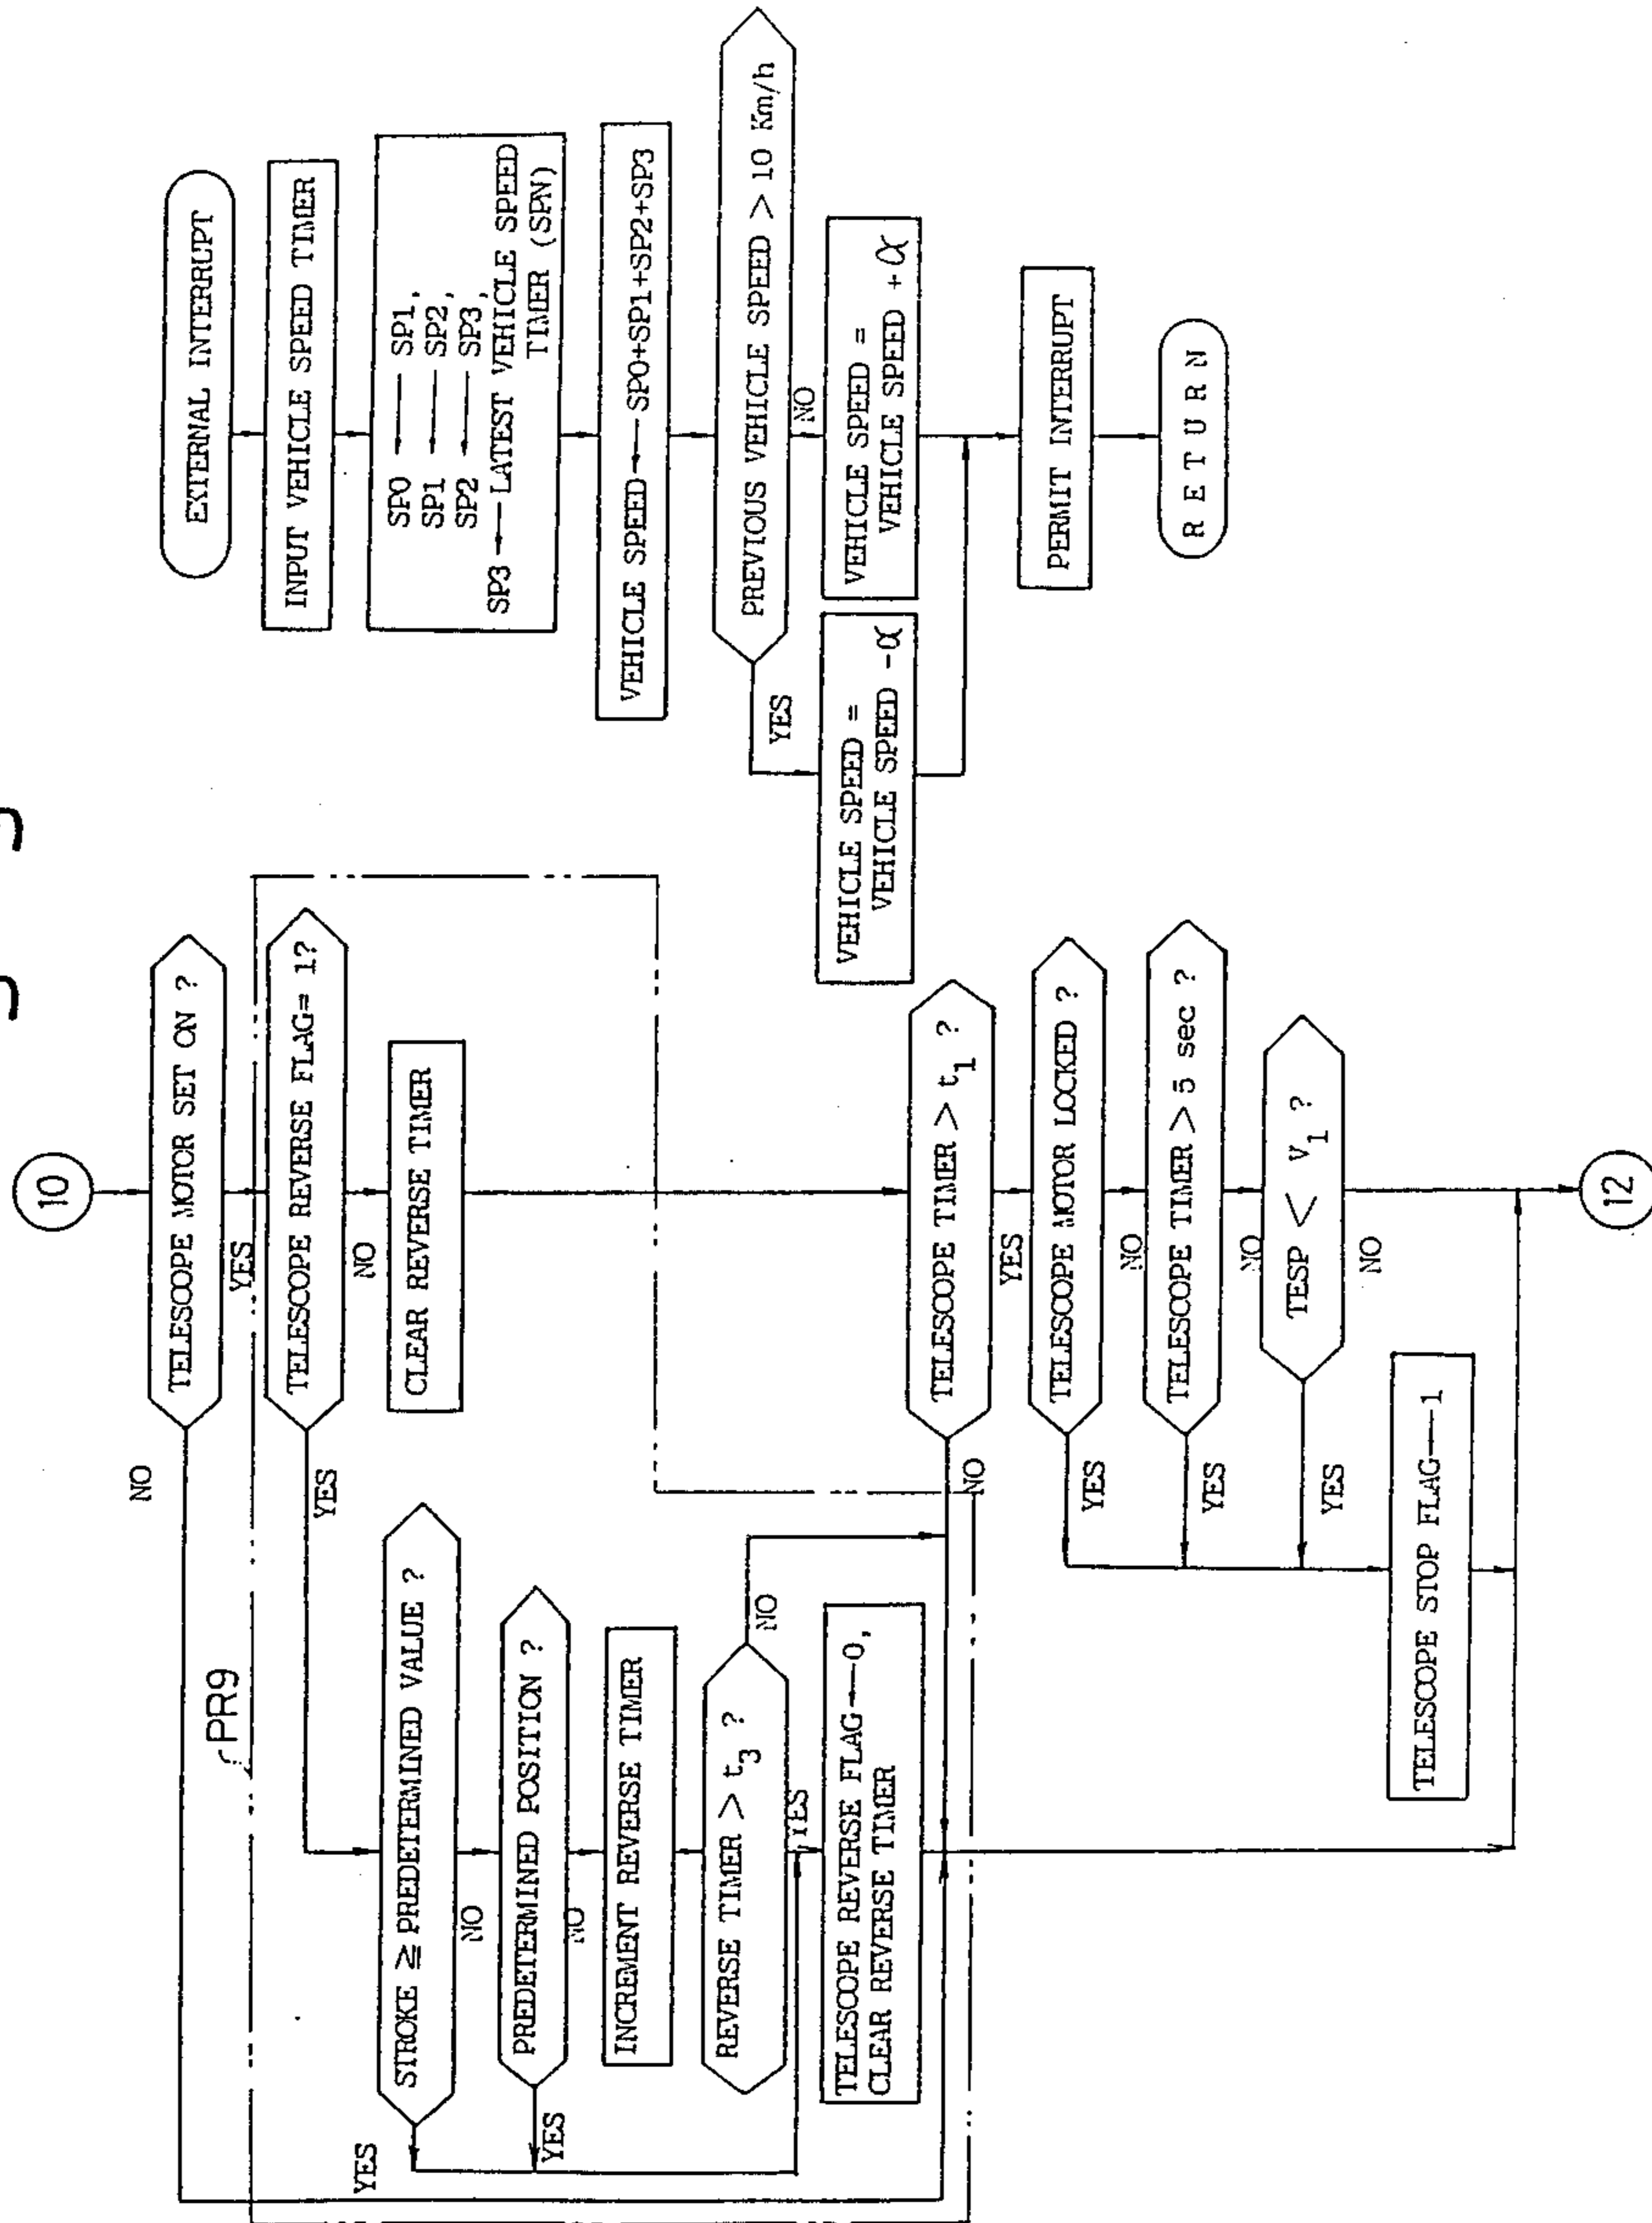 10
TELESCOPE MOTOR SET ON ?
NO
YES
PR9
TELESCOPE REVERSE FLAG= 1?
YES
NO
CLEAR REVERSE TIMER
STROKE ≧ PREDETERMINED VALUE ?
YES
NO
PREDETERMINED POSITION ?
YES
NO
INCREMENT REVERSE TIMER
REVERSE TIMER > t3 ?
NO
YES
TELESCOPE REVERSE FLAG←0,
CLEAR REVERSE TIMER
TELESCOPE TIMER > t1 ?
NO
YES
TELESCOPE MOTOR LOCKED ?
YES
NO
TELESCOPE TIMER > 5 sec ?
YES
NO
TESP < V1 ?
YES
NO
TELESCOPE STOP FLAG←1
12
EXTERNAL INTERRUPT
INPUT VEHICLE SPEED TIMER
SP0 ← SP1,
SP1 ← SP2,
SP2 ← SP3,
SP3 ← LATEST VEHICLE SPEED
TIMER (SPN)
VEHICLE SPEED ← SP0+SP1+SP2+SP3
PREVIOUS VEHICLE SPEED > 10 Km/h
YES
NO
VEHICLE SPEED =
VEHICLE SPEED -α
VEHICLE SPEED =
VEHICLE SPEED +α
PERMIT INTERRUPT
R E T U R N